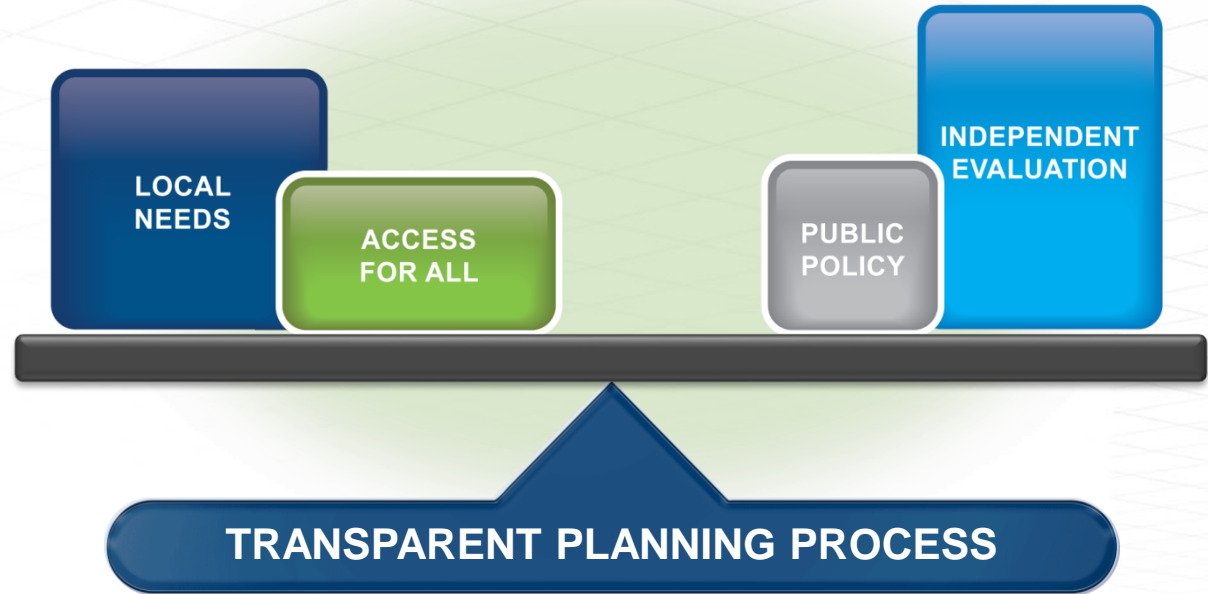 LOCAL
NEEDS
ACCESS
FOR ALL
PUBLIC
POLICY
INDEPENDENT
EVALUATION
TRANSPARENT PLANNING PROCESS